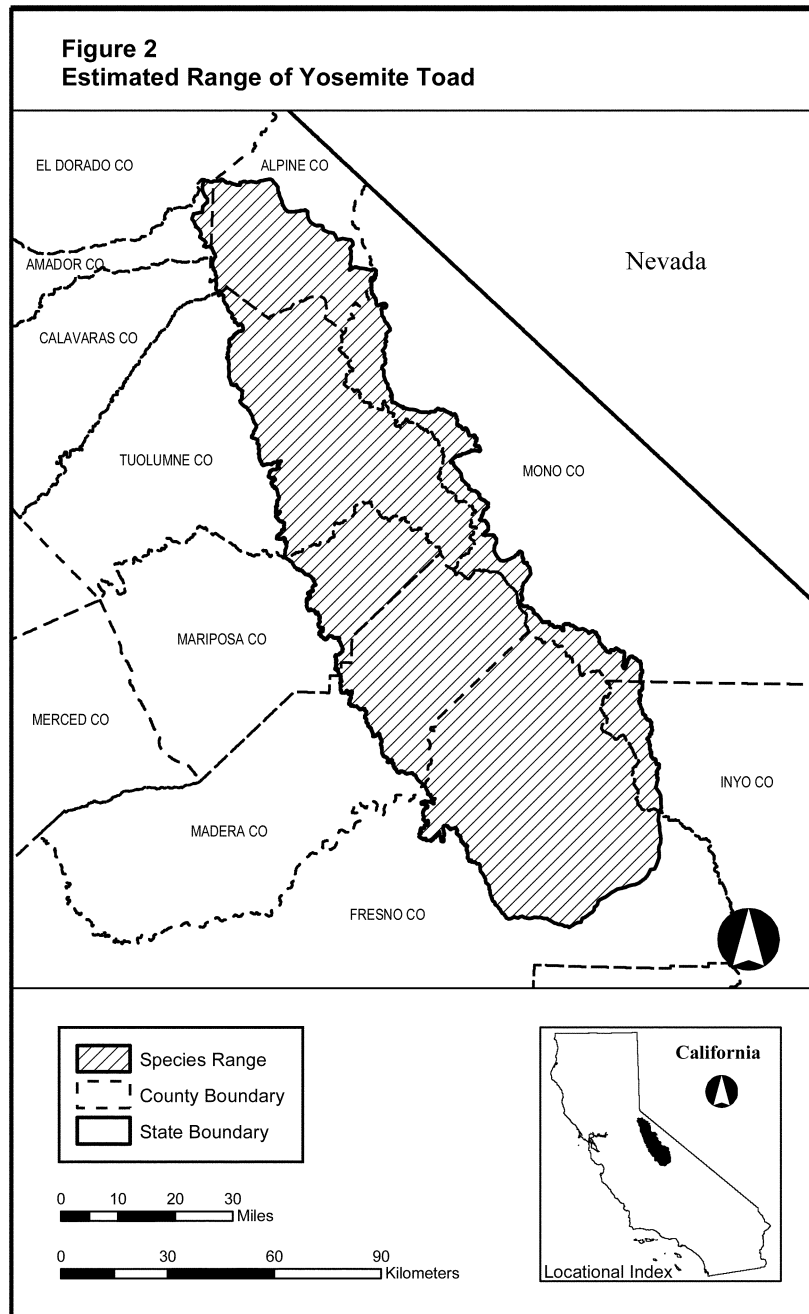 Figure 2
Estimated Range of Yosemite Toad
EL DORADO CO
ALPINE CO
Nevada
AMADOR CO
CALAVARAS CO
TUOLUMNE CO
MONO CO
MARIPOSA CO
MERCED CO
INYO CO
MADERA CO
FRESNO CO
Species Range
County Boundary
State Boundary
0 10 20 30
Miles
0 30 60 90
Kilometers
California
Locational Index